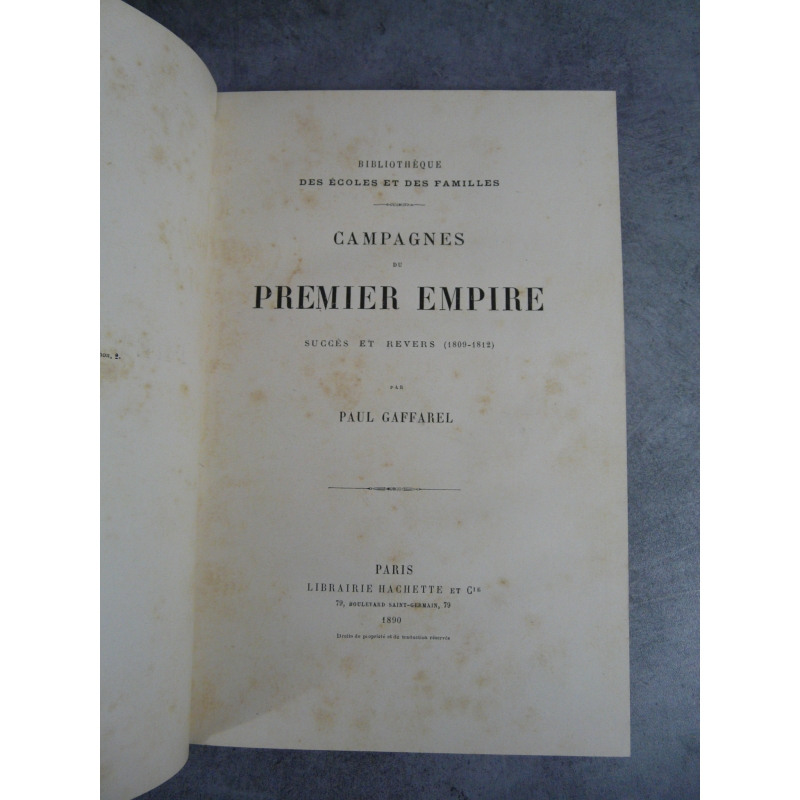 BIBLIOTHÈQUE
DES ÉCOLES ET DES FAMILLES
CAMPAGNES
DU
PREMIER EMPIRE
SUCCÈS ET REVERS (1809-1812)
PAR
PAUL GAFFAREL
PARIS
LIBRAIRIE HACHETTE ET Cie
79, BOULEVARD SAINT-GERMAIN, 79
1890
Droits de propriété et de traduction réservés